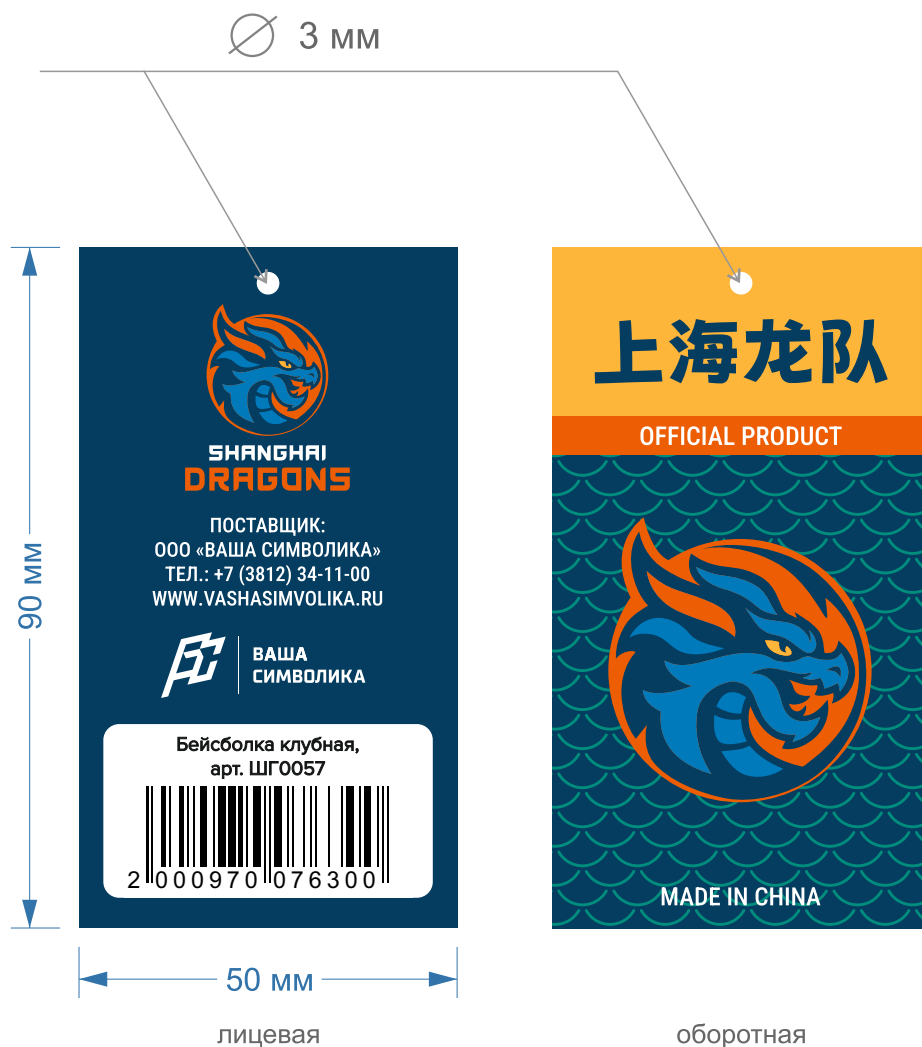 3 мм
SHANGHAI
DRAGONS
ПОСТАВЩИК:
ООО «ВАША СИМВОЛИКА»
ТЕЛ.: +7 (3812) 34-11-00
WWW.VASHASIMVOLIKA.RU
ВАША
СИМВОЛИКА
Бейсболка клубная,
арт. ШГ0057
2 000970 076300
90 мм
50 мм
лицевая
上海龙队
OFFICIAL PRODUCT
MADE IN CHINA
оборотная